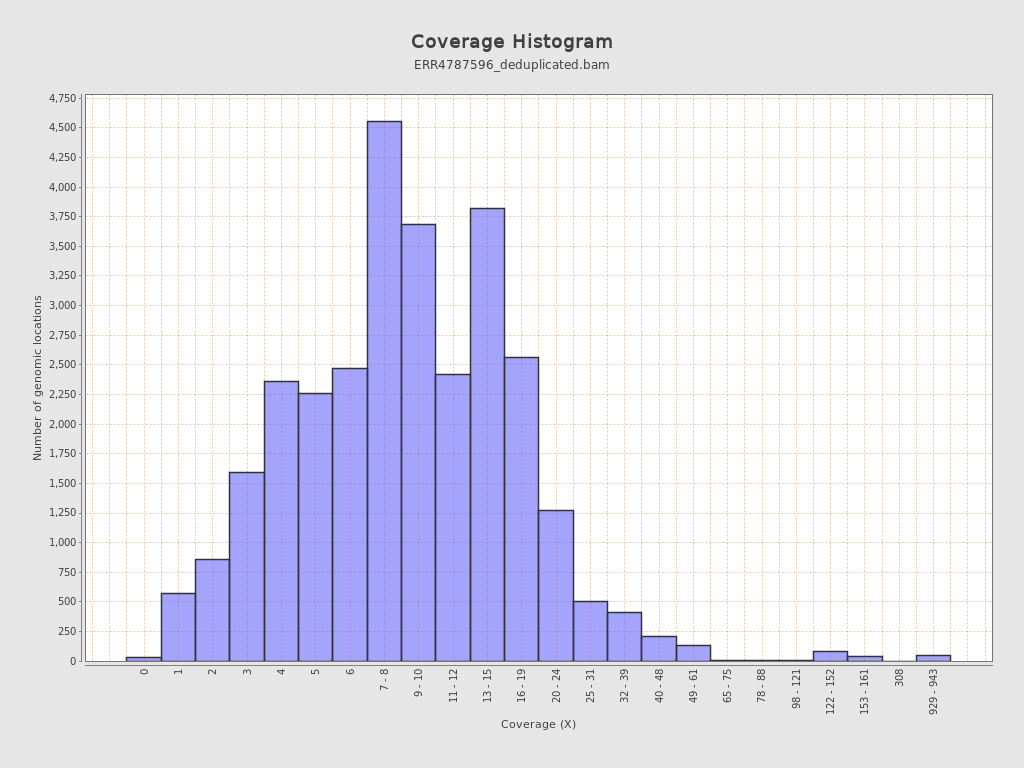 Coverage Histogram
ERR4787596_deduplicated.bam
Number of genomic locations
4,750
4,500
4,250
4,000
3,750
3,500
3,250
3,000
2,750
2,500
2,250
2,000
1,750
1,500
1,250
1,000
750
500
250
0
0
1
2
3
4
5
6
7 - 8
9 - 10
11 - 12
13 - 15
16 - 19
20 - 24
25 - 31
32 - 39
40 - 48
49 - 61
65 - 75
78 - 88
98 - 121
122 - 152
153 - 161
308
929 - 943
Coverage (X)